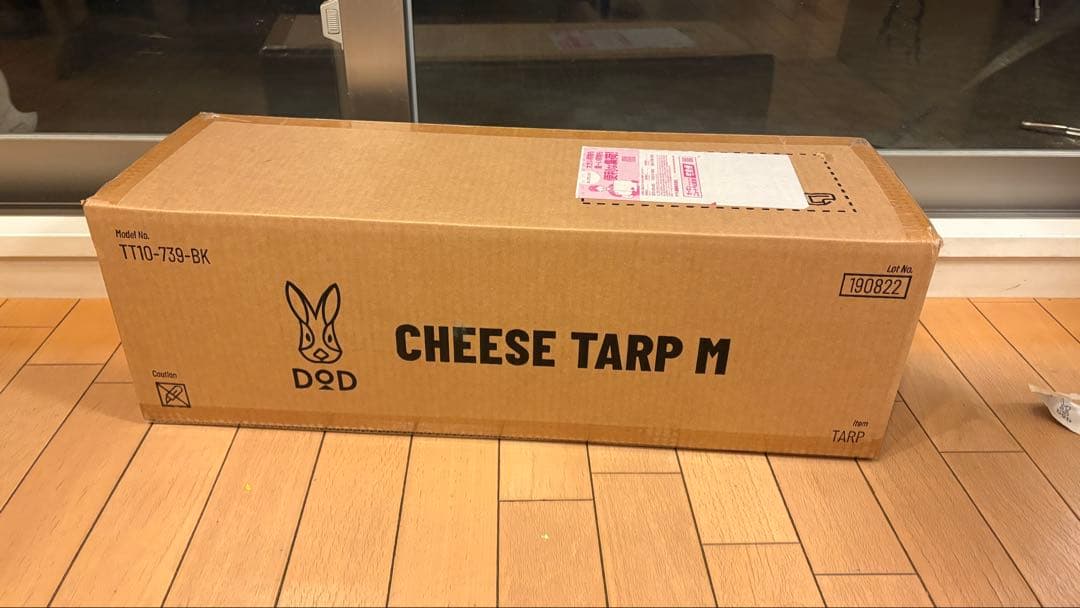 Model No.
TT10-739-BK
Lot No.
190822
DOD
CHEESE TARP M
Caution
Item
TARP